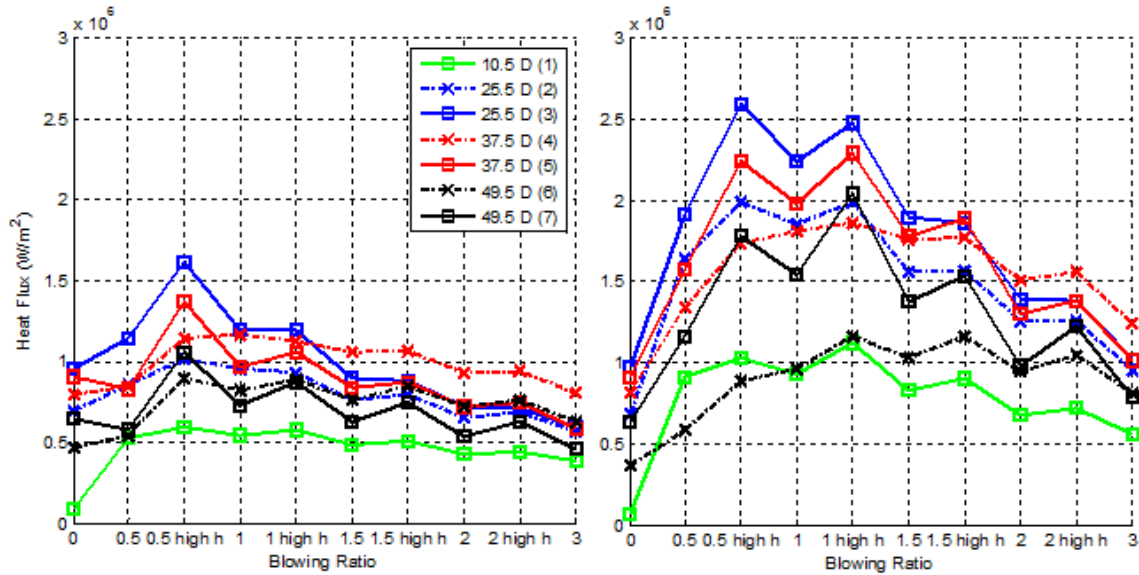 x 10^6
3
2.5
2
1.5
1
0.5
0
Heat Flux (W/m^2)
10.5 D (1)
25.5 D (2)
25.5 D (3)
37.5 D (4)
37.5 D (5)
49.5 D (6)
49.5 D (7)
0 0.5 0.5 high h 1 1 high h 1.5 1.5 high h 2 2 high h 3
Blowing Ratio
x 10^6
3
2.5
2
1.5
1
0.5
0
0 0.5 0.5 high h 1 1 high h 1.5 1.5 high h 2 2 high h 3
Blowing Ratio